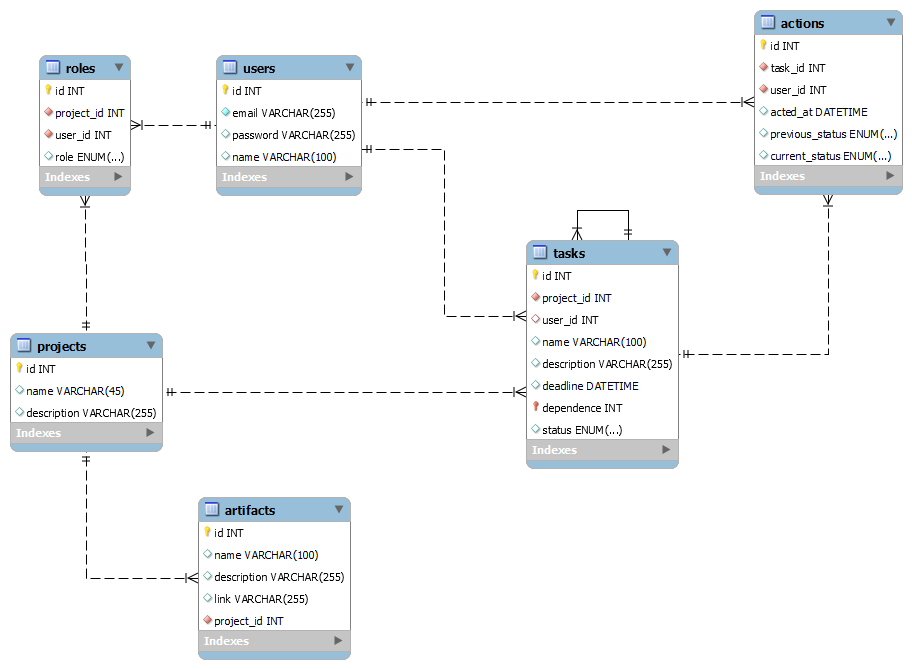 roles
id INT
project_id INT
user_id INT
role ENUM(...)
Indexes
users
id INT
email VARCHAR(255)
password VARCHAR(255)
name VARCHAR(100)
Indexes
actions
id INT
task_id INT
user_id INT
acted_at DATETIME
previous_status ENUM(...)
current_status ENUM(...)
Indexes
tasks
id INT
project_id INT
user_id INT
name VARCHAR(100)
description VARCHAR(255)
deadline DATETIME
dependence INT
status ENUM(...)
Indexes
projects
id INT
name VARCHAR(45)
description VARCHAR(255)
Indexes
artifacts
id INT
name VARCHAR(100)
description VARCHAR(255)
link VARCHAR(255)
project_id INT
Indexes